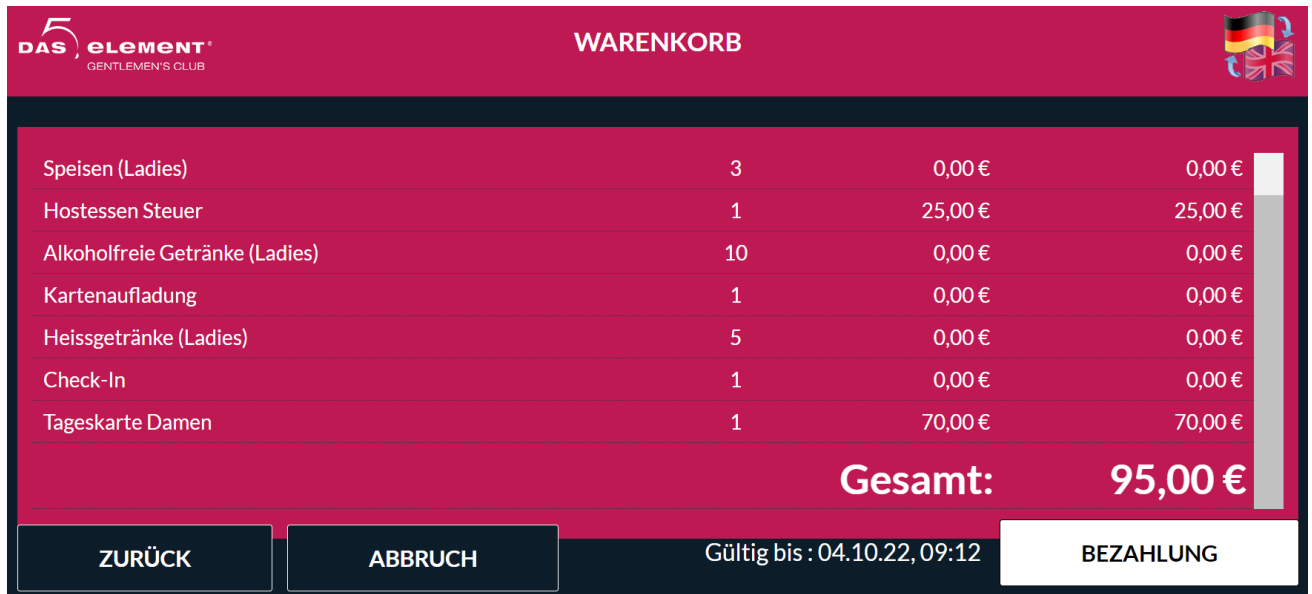 DAS 5 eLeMeNT®
GENTLEMEN'S CLUB
WARENKORB
Speisen (Ladies) 3 0,00 € 0,00 €
Hostessen Steuer 1 25,00 € 25,00 €
Alkoholfreie Getränke (Ladies) 10 0,00 € 0,00 €
Kartenaufladung 1 0,00 € 0,00 €
Heissgetränke (Ladies) 5 0,00 € 0,00 €
Check-In 1 0,00 € 0,00 €
Tageskarte Damen 1 70,00 € 70,00 €
Gesamt: 95,00 €
ZURÜCK ABBRUCH Gültig bis : 04.10.22, 09:12 BEZAHLUNG